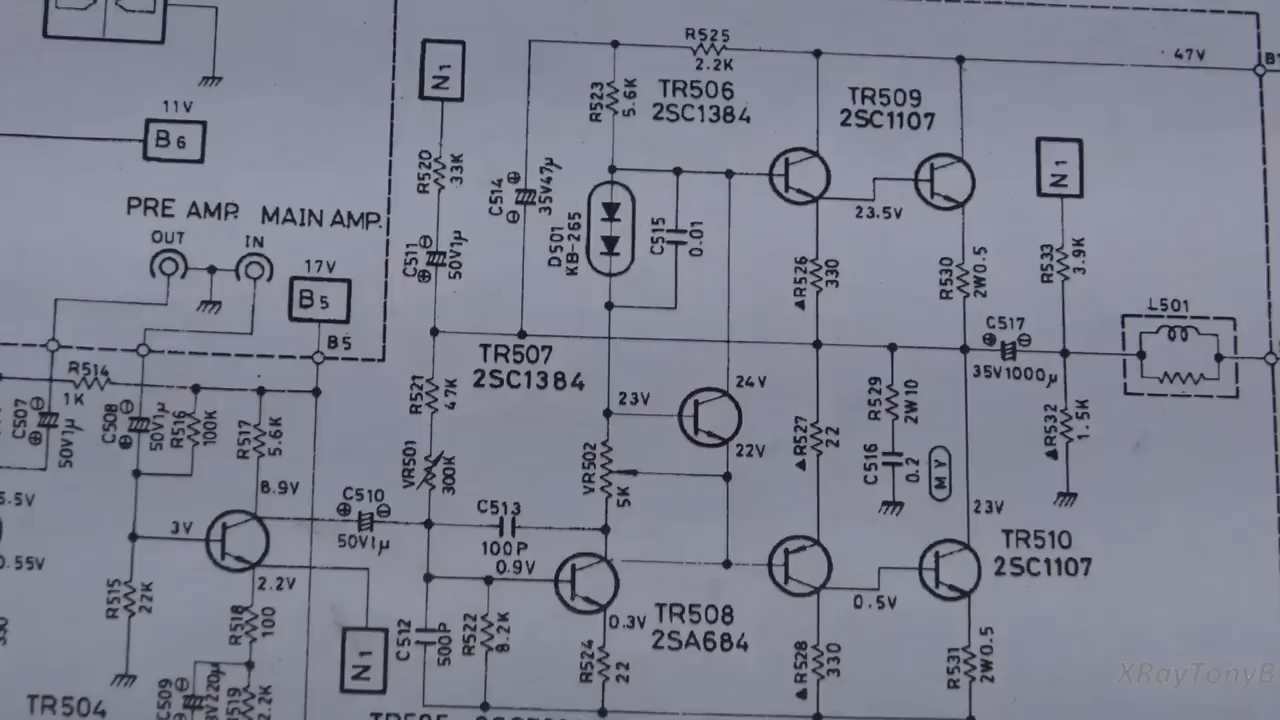 R525
2.2K
47V
N1
R523
5.6K
TR506
2SC1384
TR509
2SC1107
11V
B6
R520
33K
C514
35V47μ
N1
PRE AMP.
MAIN AMP.
OUT
IN
17V
B5
B5
C511
50V1μ
D501
KB-265
C515
0.01
23.5V
▲R526
330
R530
2W0.5
R533
3.9K
L501
C517
35V1000μ
TR507
2SC1384
R514
1K
C507
50V1μ
C508
50V1μ
R516
100K
R517
5.6K
R521
47K
23V
24V
22V
R529
2W10
▲R527
22
▲R532
1.5K
VR501
300K
VR502
5K
C516
0.2
MY
8.9V
C510
50V1μ
C513
100P
0.9V
23V
TR510
2SC1107
3V
2.2V
R515
22K
R518
100
N1
C512
500P
R522
8.2K
0.3V
TR508
2SA684
0.5V
R524
22
▲R528
330
R531
2W0.5
TR504
C509
2.2K
0.55V
XRayTonyB